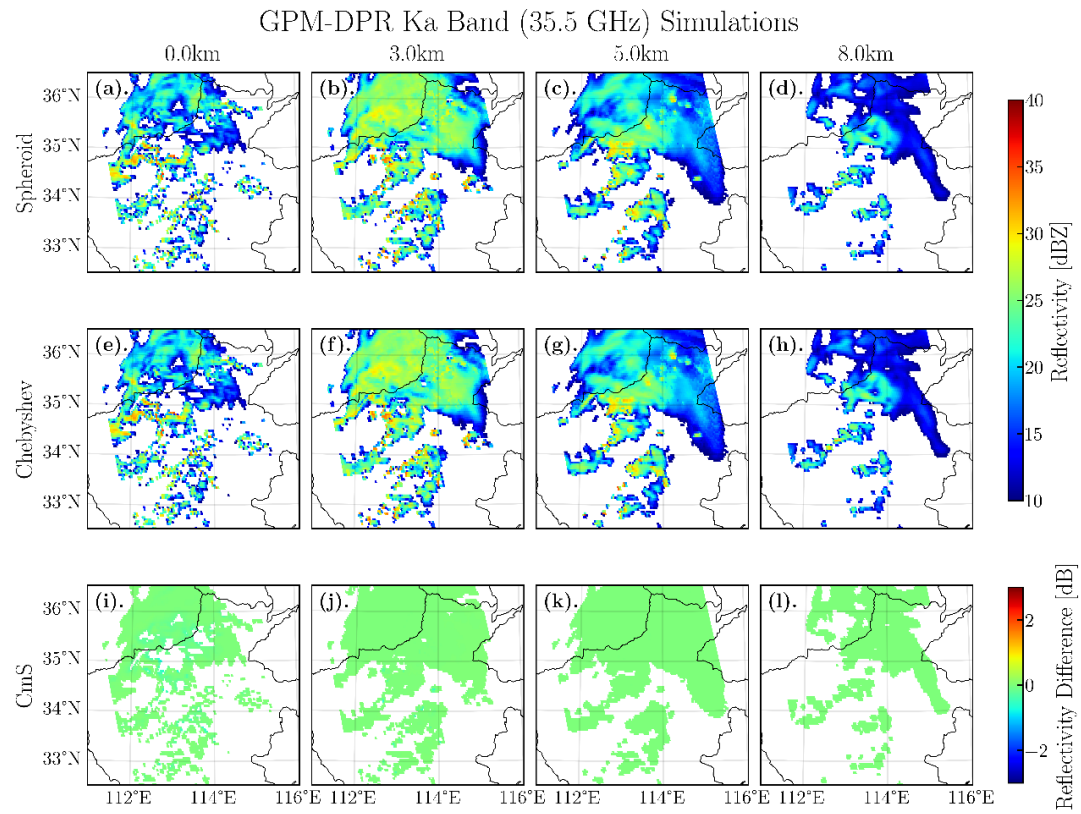 GPM-DPR Ka Band (35.5 GHz) Simulations
0.0km 3.0km 5.0km 8.0km
(a). (b). (c). (d).
36°N
35°N
34°N
33°N
Spheroid
(e). (f). (g). (h).
36°N
35°N
34°N
33°N
Chebyshev
(i). (j). (k). (l).
36°N
35°N
34°N
33°N
CmS
112°E 114°E 116°E 112°E 114°E 116°E 112°E 114°E 116°E 112°E 114°E 116°E
40
35
30
25
20
15
10
Reflectivity [dBZ]
2
0
−2
Reflectivity Difference [dB]